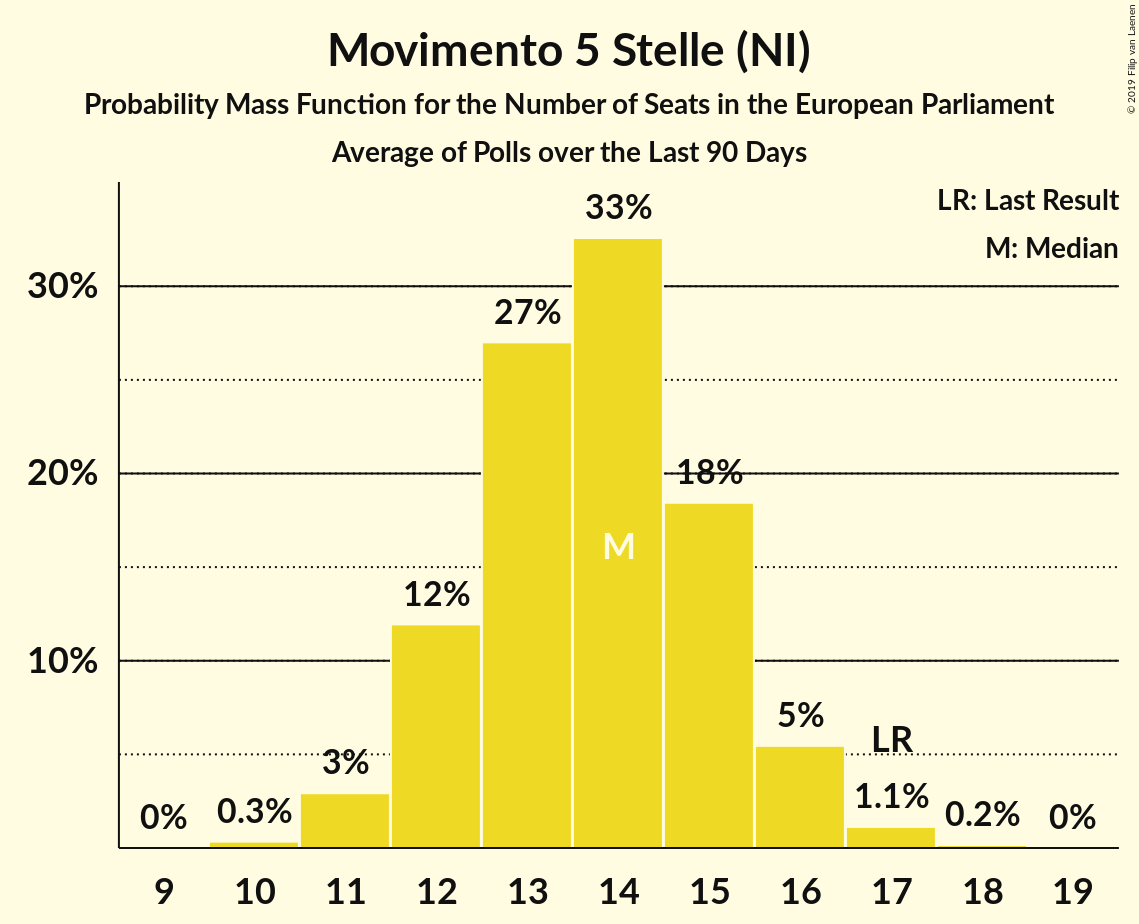 Movimento 5 Stelle (NI)
Probability Mass Function for the Number of Seats in the European Parliament
Average of Polls over the Last 90 Days
© 2019 Filip van Laenen
LR: Last Result
M: Median
33%
30%
27%
20%
18%
M
12%
10%
5%
LR
3%
1.1%
0%
0.3%
0.2%
0%
9 10 11 12 13 14 15 16 17 18 19